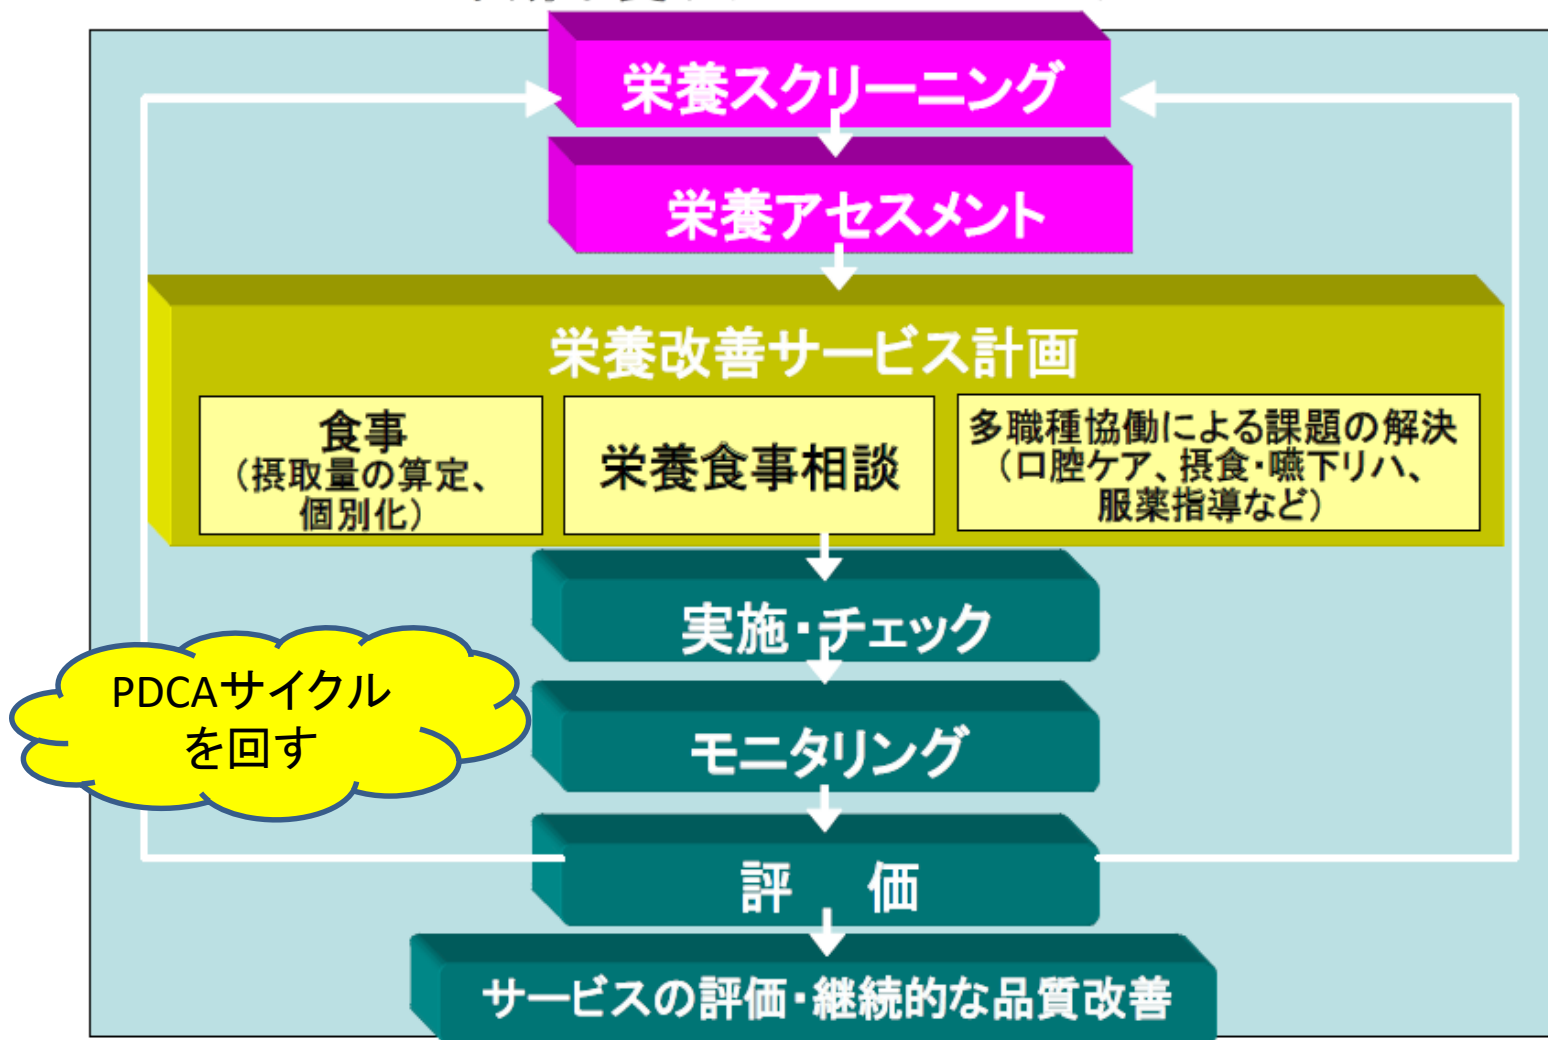 栄養スクリーニング
栄養アセスメント
栄養改善サービス計画
食事
（摂取量の算定、
個別化）
栄養食事相談
多職種協働による課題の解決
（口腔ケア、摂食・嚥下リハ、
服薬指導など）
実施・チェック
PDCAサイクル
を回す
モニタリング
評　価
サービスの評価・継続的な品質改善